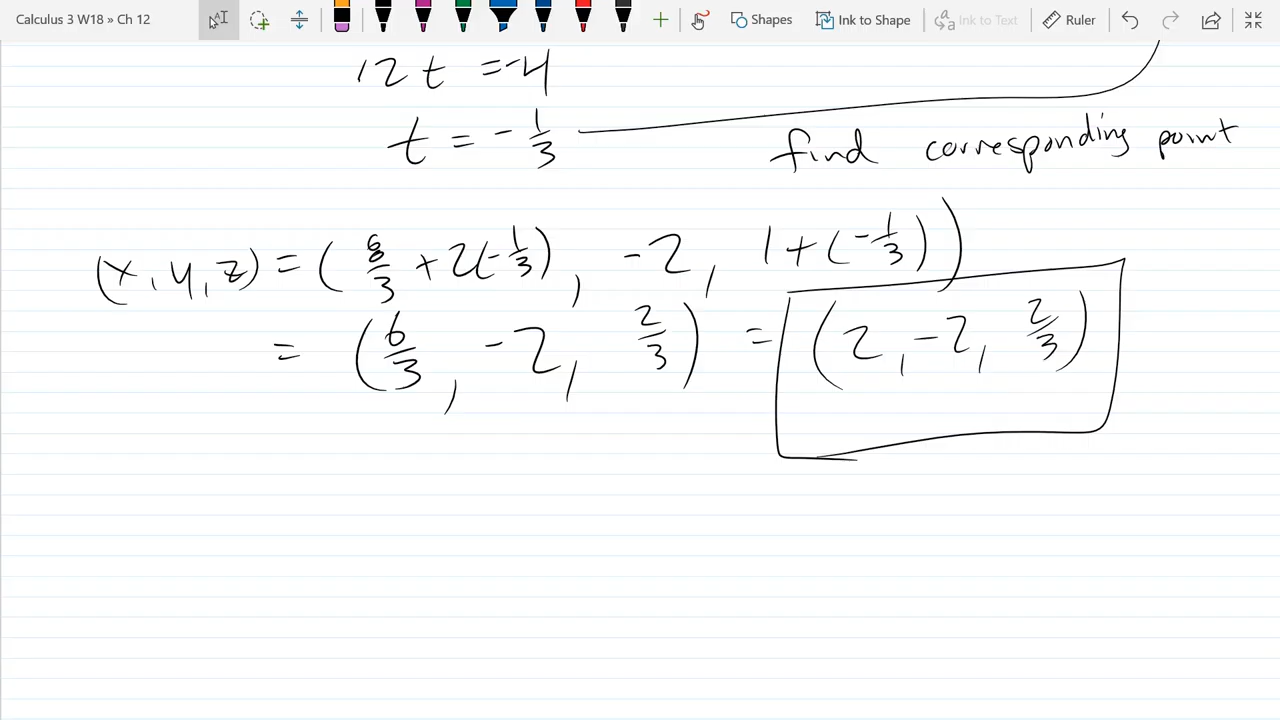 Calculus 3 W18 » Ch 12 Shapes Ink to Shape Ink to Text Ruler
12t = -4
t = -1/3
find corresponding point
(x, y, z) = (8/3 + 2(-1/3), -2, 1 + (-1/3))
= (6/3, -2, 2/3) = (2, -2, 2/3)